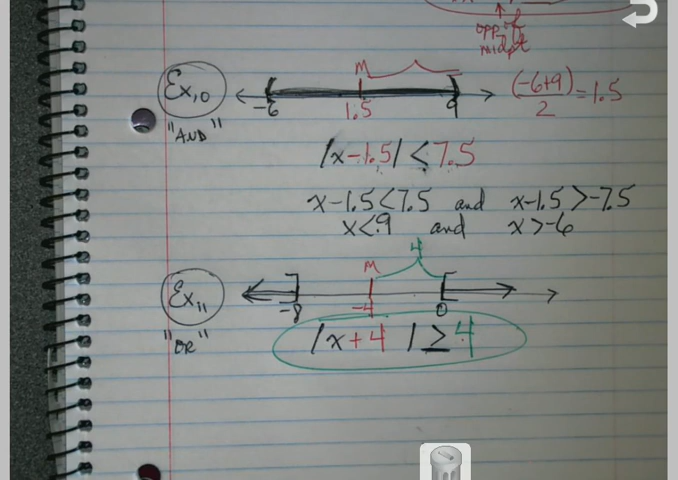 opp. of
midpt
Ex 10
M
-6 1.5 9
(-6+9)/2 = 1.5
"AND"
|x-1.5| < 7.5
x-1.5<7.5 and x-1.5>-7.5
x<9 and x>-6
4
Ex 11
M
-8 -4 0
"OR"
|x+4| ≥ 4